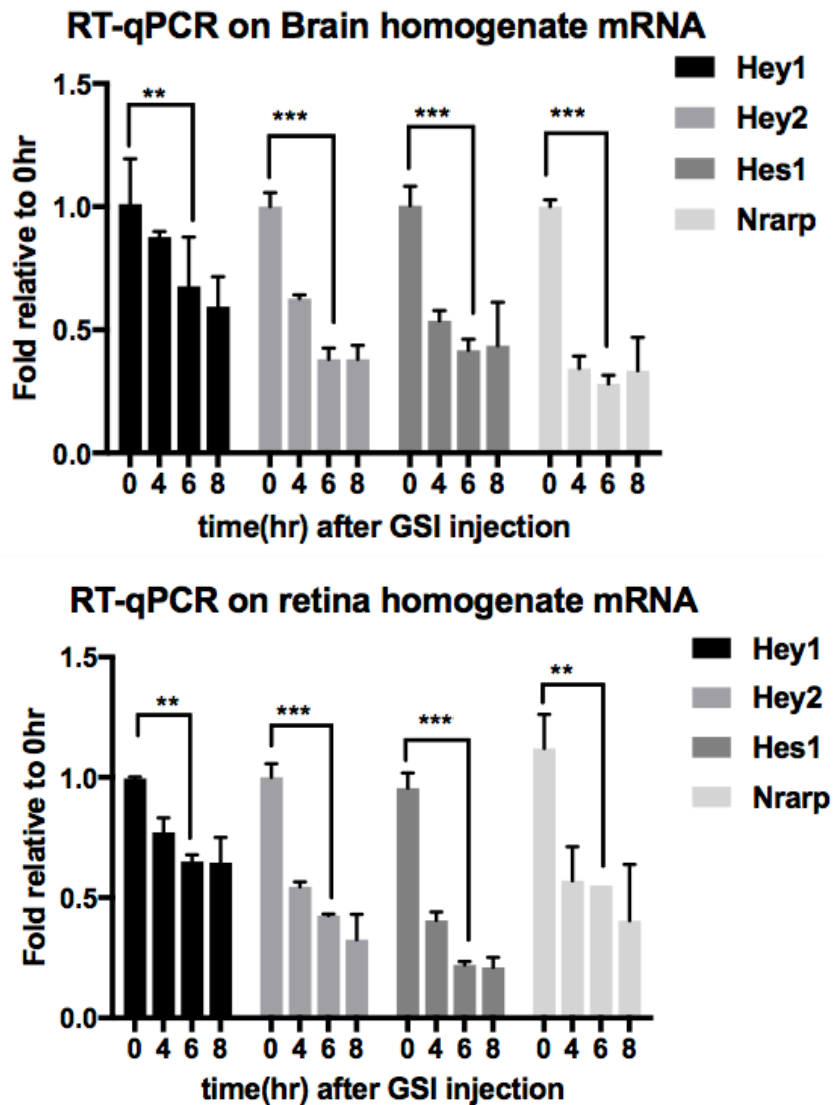 RT-qPCR on Brain homogenate mRNA
Fold relative to 0hr
1.5
1.0
0.5
0.0
**
***
***
***
0 4 6 8 0 4 6 8 0 4 6 8 0 4 6 8
time(hr) after GSI injection
Hey1
Hey2
Hes1
Nrarp
RT-qPCR on retina homogenate mRNA
Fold relative to 0hr
1.5
1.0
0.5
0.0
**
***
***
**
0 4 6 8 0 4 6 8 0 4 6 8 0 4 6 8
time(hr) after GSI injection
Hey1
Hey2
Hes1
Nrarp